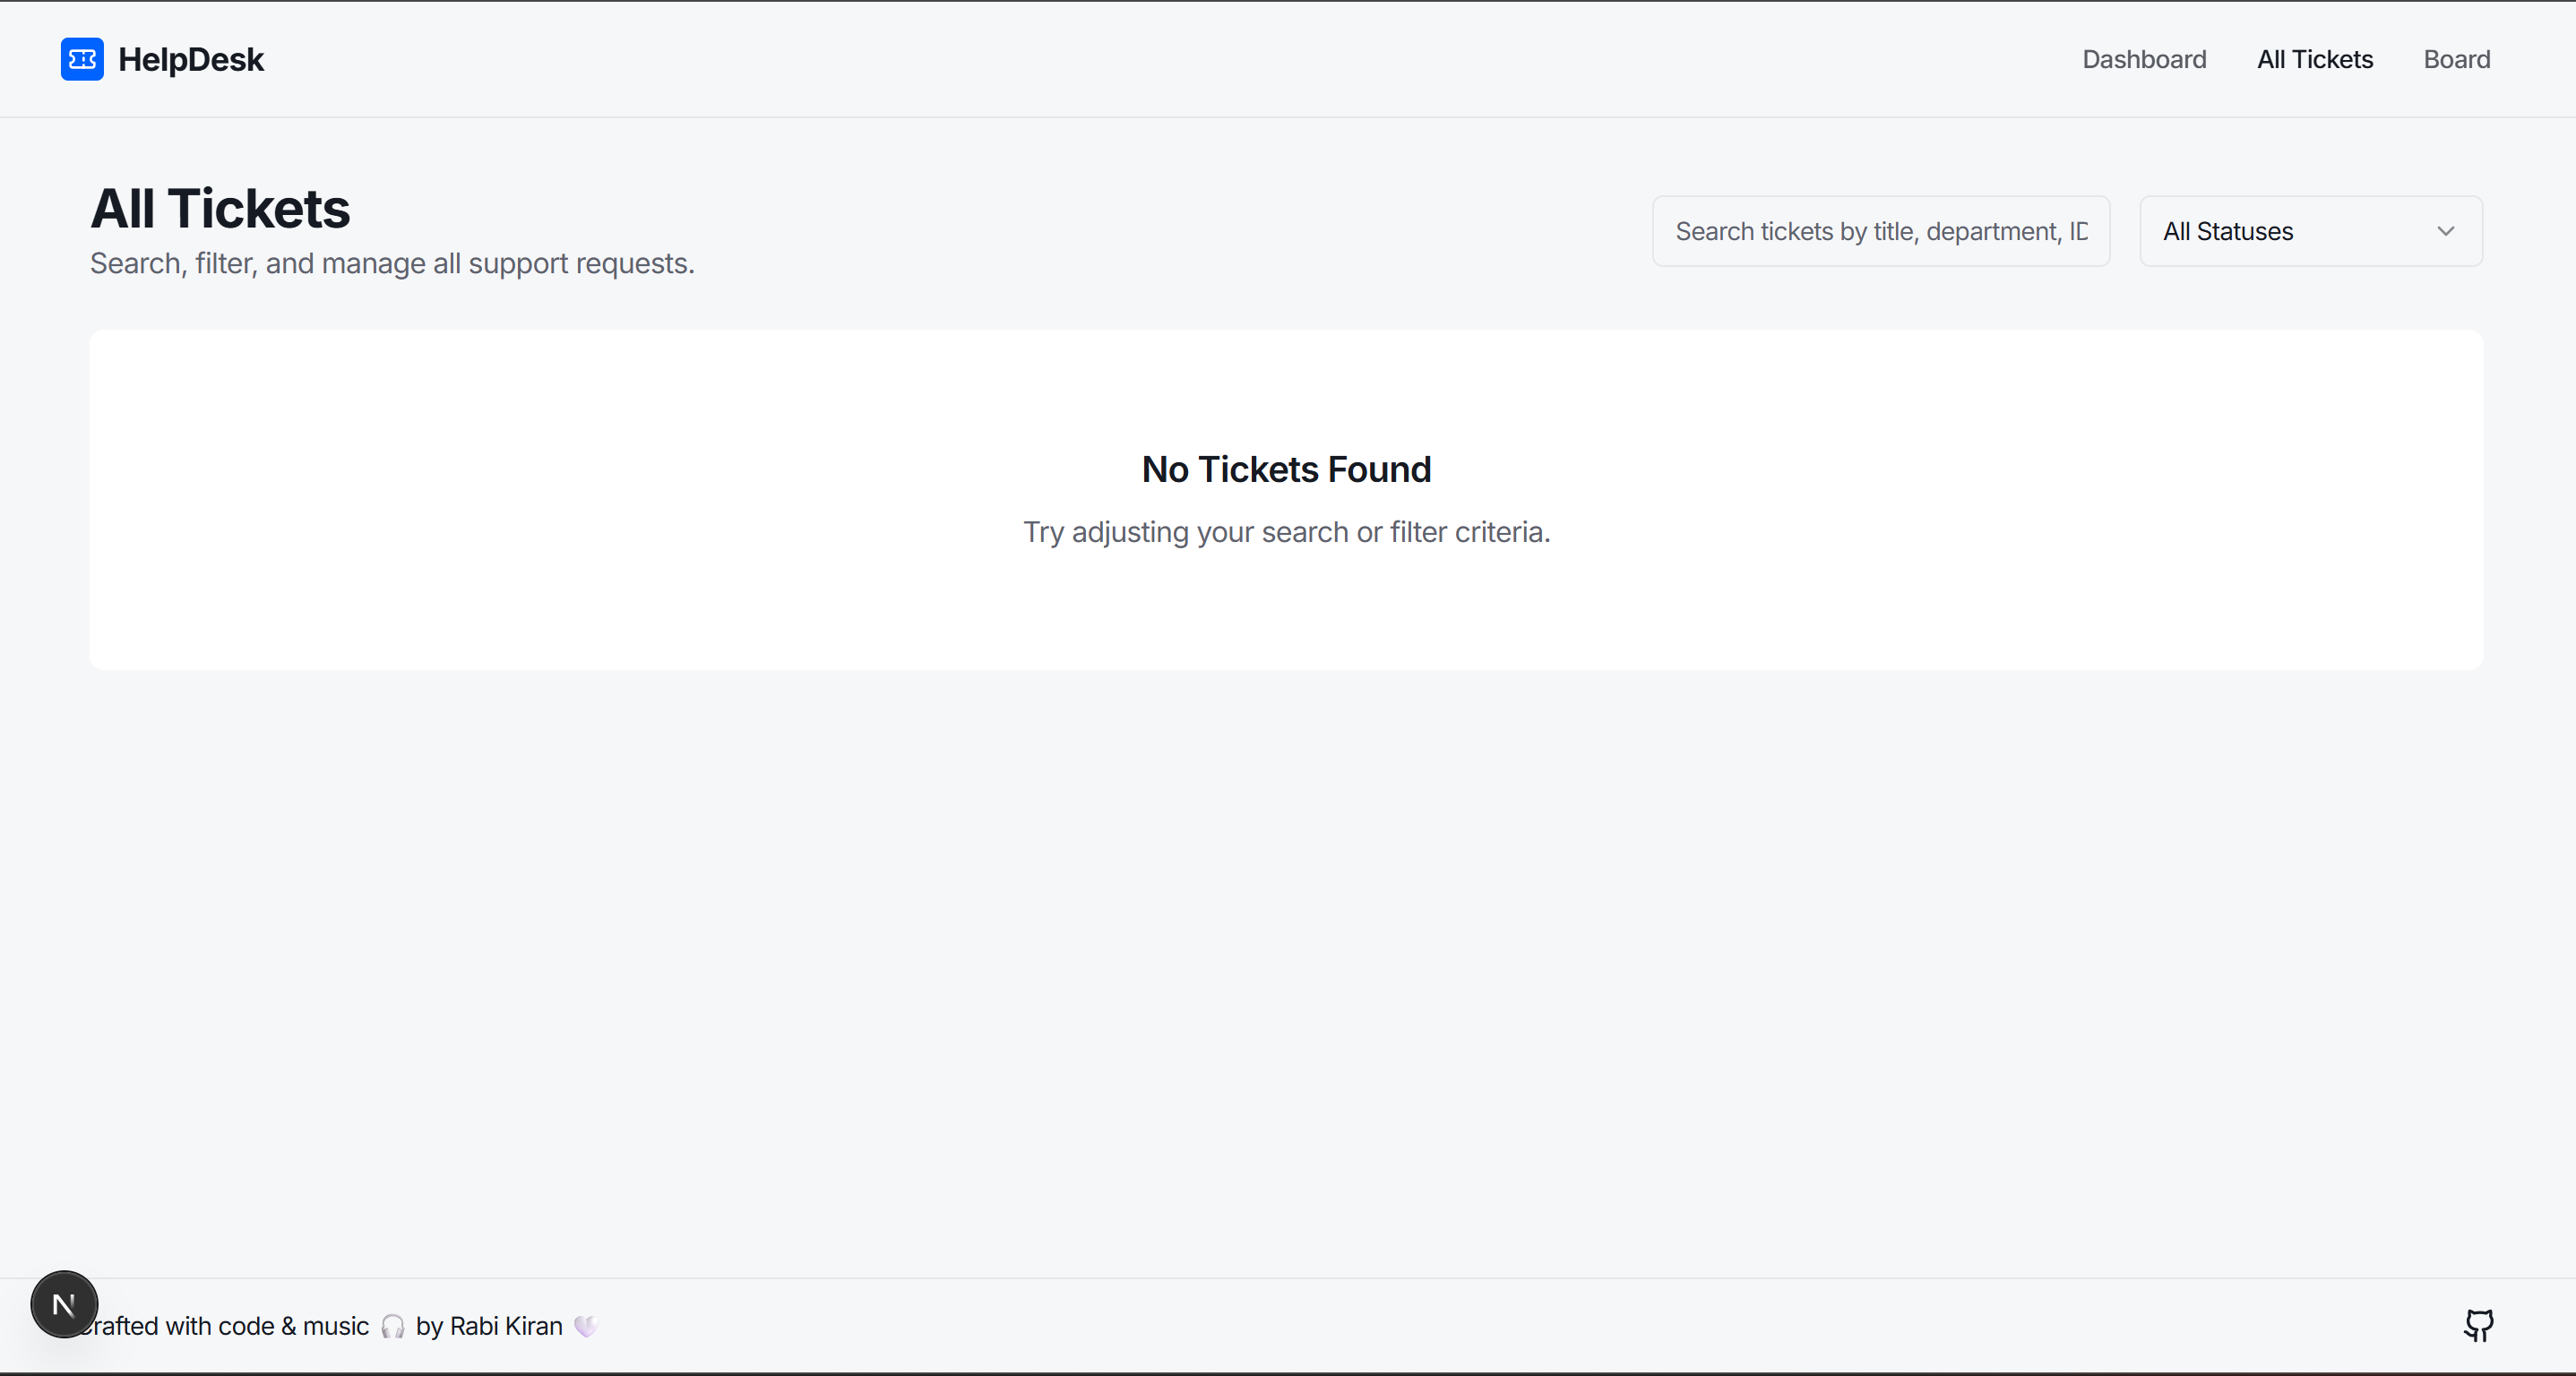 HelpDesk
Dashboard
All Tickets
Board
All Tickets
Search, filter, and manage all support requests.
Search tickets by title, department, ID
All Statuses
No Tickets Found
Try adjusting your search or filter criteria.
N
Crafted with code & music 🎧 by Rabi Kiran 🤍